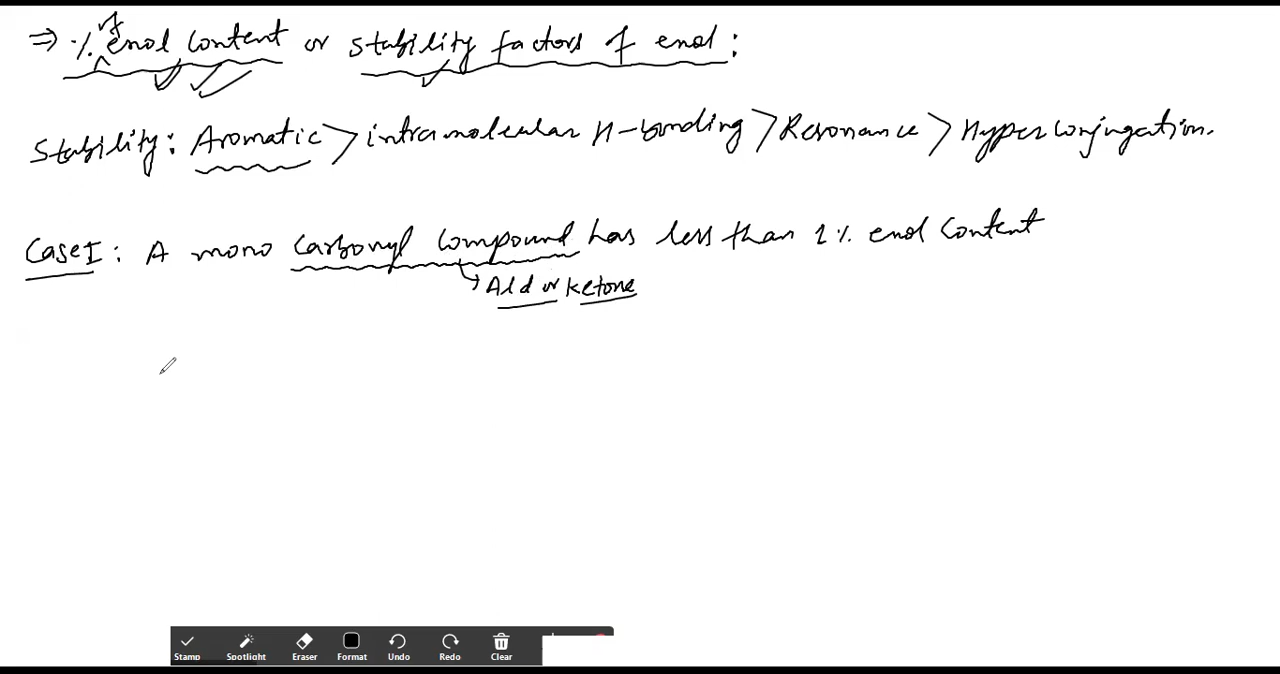 ⇒ % of enol content or stability factors of enol:
Stability: Aromatic > intramolecular H-bonding > Resonance > Hyperconjugation.
Case I: A mono carbonyl compound has less than 1% enol content
→ Ald or ketone
Stamp Spotlight Eraser Format Undo Redo Clear